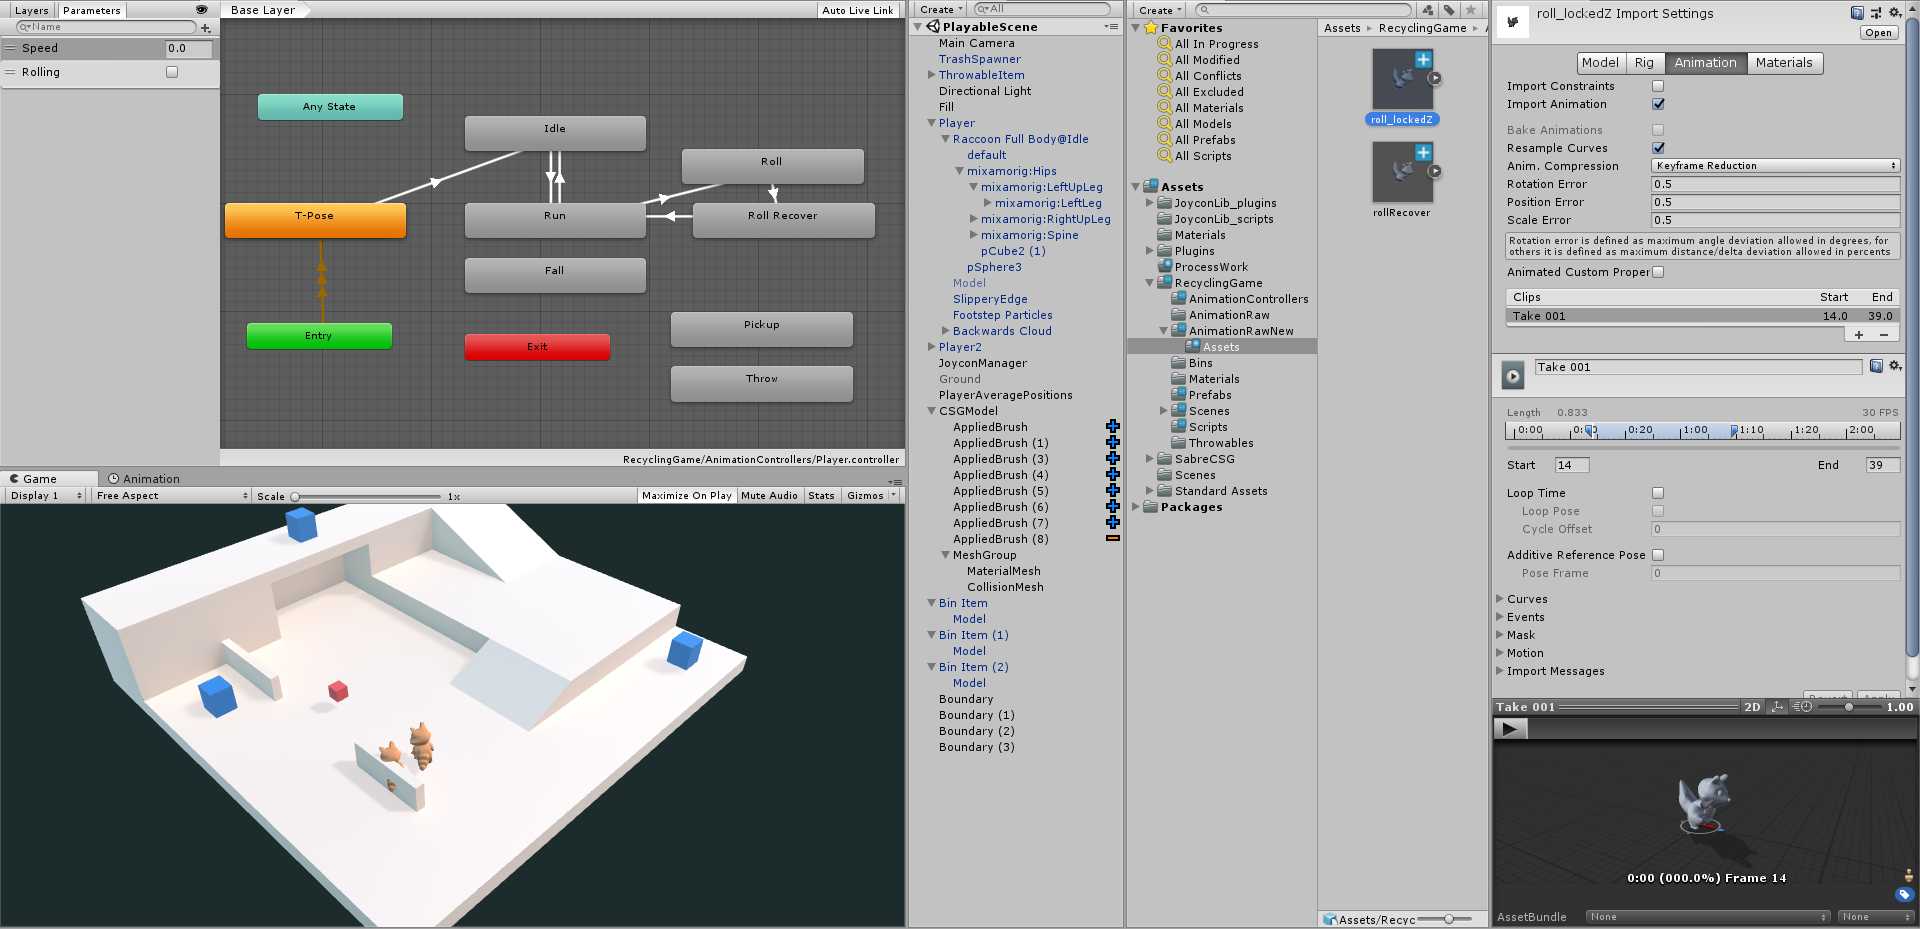 Layers
Parameters
Name
Speed
0.0
Rolling
Base Layer
Auto Live Link
Any State
Idle
Roll
T-Pose
Run
Roll Recover
Fall
Entry
Pickup
Exit
Throw
RecyclingGame/AnimationControllers/Player.controller
Game
Animation
Display 1
Free Aspect
Scale
1x
Maximize On Play
Mute Audio
Stats
Gizmos
Create
All
PlayableScene
Main Camera
TrashSpawner
ThrowableItem
Directional Light
Fill
Player
Raccoon Full Body@Idle
default
mixamorig:Hips
mixamorig:LeftUpLeg
mixamorig:LeftLeg
mixamorig:RightUpLeg
mixamorig:Spine
pCube2 (1)
pSphere3
Model
SlipperyEdge
Footstep Particles
Backwards Cloud
Player2
JoyconManager
Ground
PlayerAveragePositions
CSGModel
AppliedBrush
AppliedBrush (1)
AppliedBrush (3)
AppliedBrush (4)
AppliedBrush (5)
AppliedBrush (6)
AppliedBrush (7)
AppliedBrush (8)
MeshGroup
MaterialMesh
CollisionMesh
Bin Item
Model
Bin Item (1)
Model
Bin Item (2)
Model
Boundary
Boundary (1)
Boundary (2)
Boundary (3)
Create
Favorites
All In Progress
All Modified
All Conflicts
All Excluded
All Materials
All Models
All Prefabs
All Scripts
Assets
JoyconLib_plugins
JoyconLib_scripts
Materials
Plugins
ProcessWork
RecyclingGame
AnimationControllers
AnimationRaw
AnimationRawNew
Assets
Bins
Materials
Prefabs
Scenes
Scripts
Throwables
SabreCSG
Scenes
Standard Assets
Packages
Assets
RecyclingGame
roll_lockedZ
rollRecover
Assets/Recyc
roll_lockedZ Import Settings
Open
Model
Rig
Animation
Materials
Import Constraints
Import Animation
Bake Animations
Resample Curves
Anim. Compression
Keyframe Reduction
Rotation Error
0.5
Position Error
0.5
Scale Error
0.5
Rotation error is defined as maximum angle deviation allowed in degrees, for
others it is defined as maximum distance/delta deviation allowed in percents
Animated Custom Proper
Clips
Start
End
Take 001
14.0
39.0
Take 001
Length
0.833
30 FPS
0:00
0:20
1:00
1:10
1:20
2:00
Start
14
End
39
Loop Time
Loop Pose
Cycle Offset
0
Additive Reference Pose
Pose Frame
0
Curves
Events
Mask
Motion
Import Messages
Take 001
2D
1.00
0:00 (000.0%) Frame 14
AssetBundle
None
None